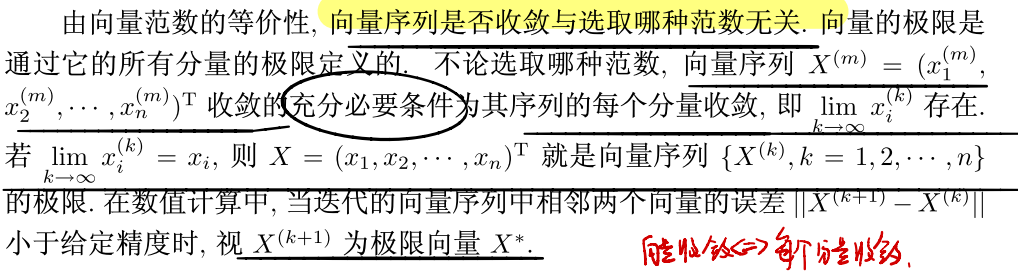 由向量范数的等价性, 向量序列是否收敛与选取哪种范数无关. 向量的极限是
通过它的所有分量的极限定义的. 不论选取哪种范数, 向量序列 $X^{(m)} = (x_1^{(m)},$
$x_2^{(m)}, \cdots, x_n^{(m)})^{\mathrm{T}}$ 收敛的充分必要条件为其序列的每个分量收敛, 即 $\lim\limits_{k\to\infty} x_i^{(k)}$ 存在.
若 $\lim\limits_{k\to\infty} x_i^{(k)} = x_i$, 则 $X = (x_1, x_2, \cdots, x_n)^{\mathrm{T}}$ 就是向量序列 $\{X^{(k)}, k = 1, 2, \cdots, n\}$
的极限. 在数值计算中, 当迭代的向量序列中相邻两个向量的误差 $||X^{(k+1)} - X^{(k)}||$
小于给定精度时, 视 $X^{(k+1)}$ 为极限向量 $X^*$.
向量收敛<=>每个分量收敛.